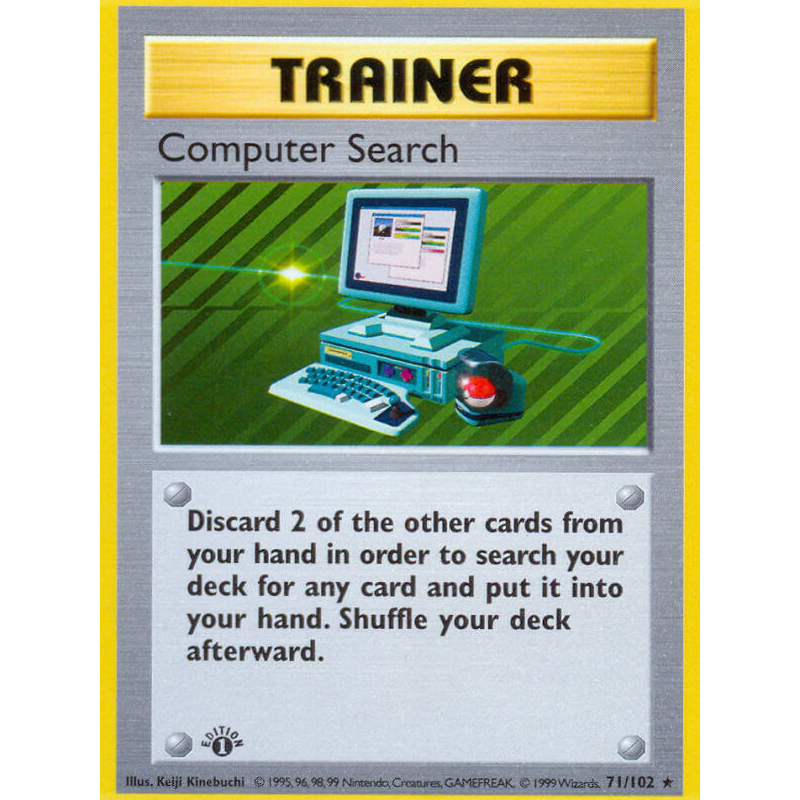 TRAINER
Computer Search
Discard 2 of the other cards from
your hand in order to search your
deck for any card and put it into
your hand. Shuffle your deck
afterward.
EDITION
1
Illus. Keiji Kinebuchi © 1995, 96, 98, 99 Nintendo, Creatures, GAMEFREAK. © 1999 Wizards. 71/102 ★